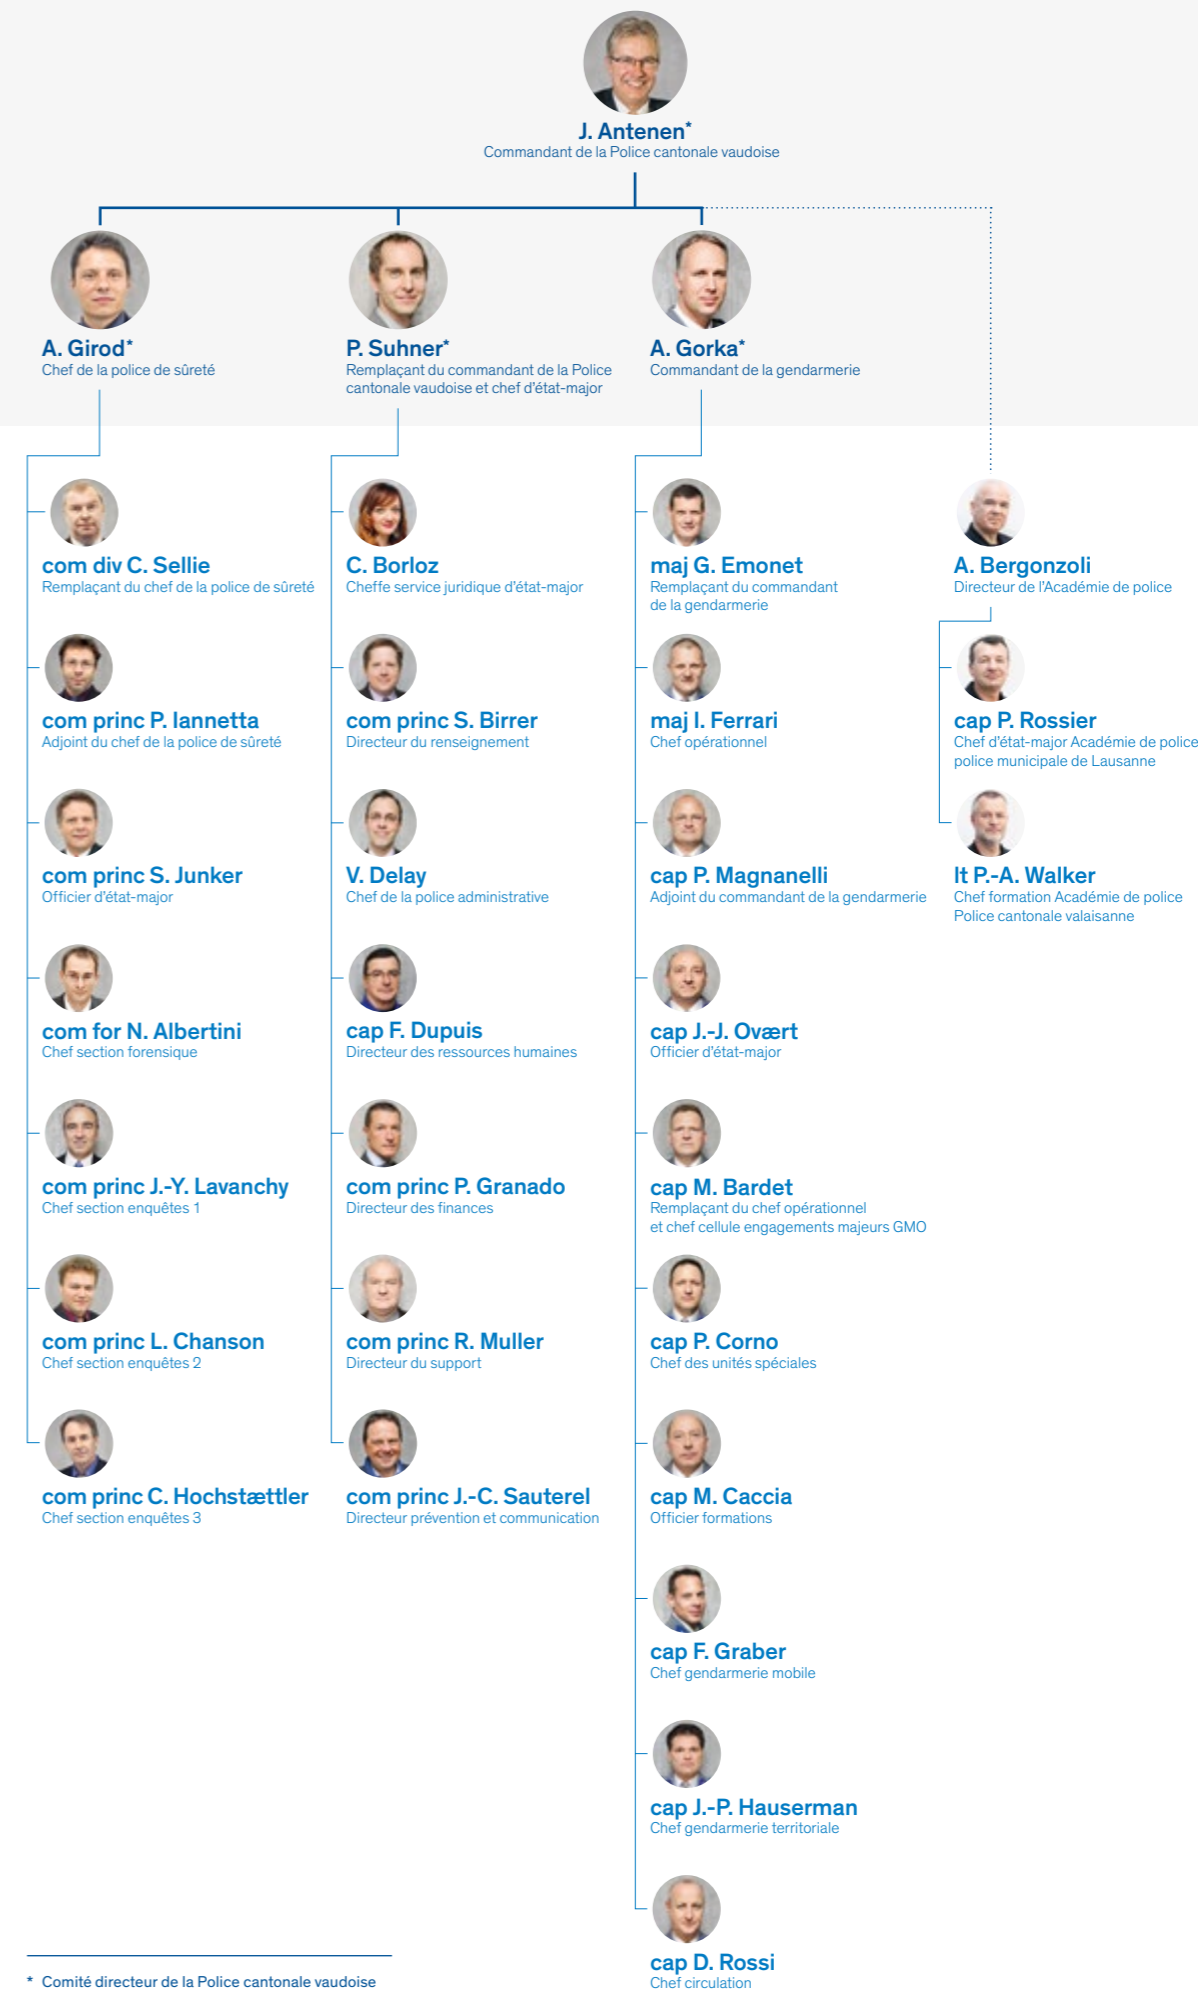 J. Antenen*
Commandant de la Police cantonale vaudoise
A. Girod*
Chef de la police de sûreté
P. Suhner*
Remplaçant du commandant de la Police
cantonale vaudoise et chef d'état-major
A. Gorka*
Commandant de la gendarmerie
com div C. Sellie
Remplaçant du chef de la police de sûreté
com princ P. Iannetta
Adjoint du chef de la police de sûreté
com princ S. Junker
Officier d'état-major
com for N. Albertini
Chef section forensique
com princ J.-Y. Lavanchy
Chef section enquêtes 1
com princ L. Chanson
Chef section enquêtes 2
com princ C. Hochstættler
Chef section enquêtes 3
C. Borloz
Cheffe service juridique d'état-major
com princ S. Birrer
Directeur du renseignement
V. Delay
Chef de la police administrative
cap F. Dupuis
Directeur des ressources humaines
com princ P. Granado
Directeur des finances
com princ R. Muller
Directeur du support
com princ J.-C. Sauterel
Directeur prévention et communication
maj G. Emonet
Remplaçant du commandant
de la gendarmerie
maj I. Ferrari
Chef opérationnel
cap P. Magnanelli
Adjoint du commandant de la gendarmerie
cap J.-J. Ovært
Officier d'état-major
cap M. Bardet
Remplaçant du chef opérationnel
et chef cellule engagements majeurs GMO
cap P. Corno
Chef des unités spéciales
cap M. Caccia
Officier formations
cap F. Graber
Chef gendarmerie mobile
cap J.-P. Hauserman
Chef gendarmerie territoriale
cap D. Rossi
Chef circulation
A. Bergonzoli
Directeur de l'Académie de police
cap P. Rossier
Chef d'état-major Académie de police
police municipale de Lausanne
lt P.-A. Walker
Chef formation Académie de police
Police cantonale valaisanne
* Comité directeur de la Police cantonale vaudoise